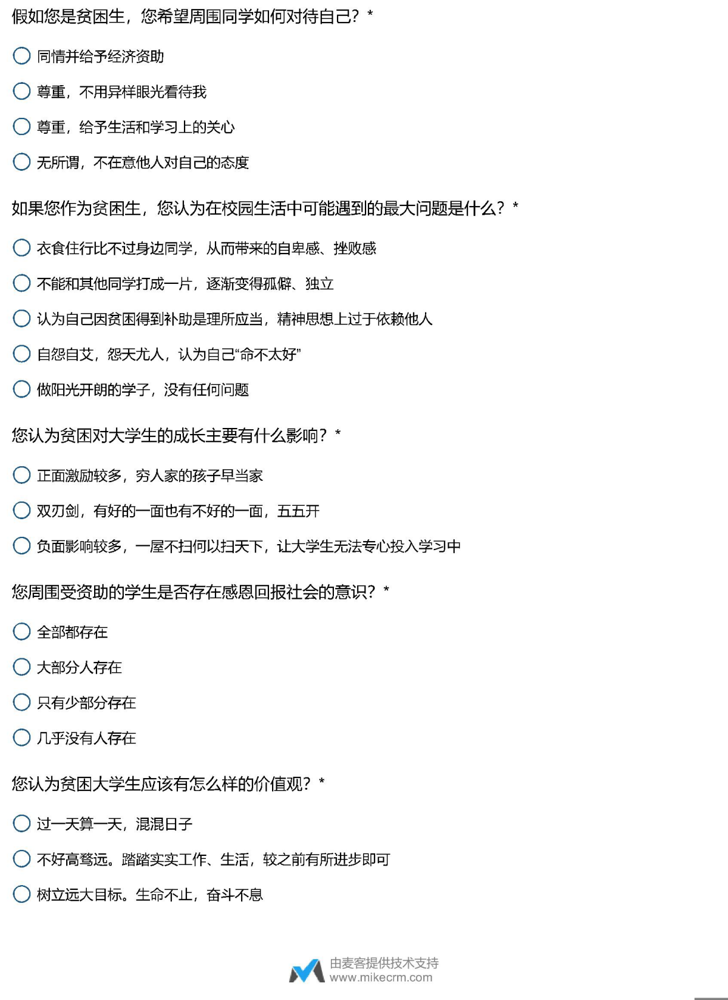 假如您是贫困生，您希望周围同学如何对待自己？*
同情并给予经济资助
尊重，不用异样眼光看待我
尊重，给予生活和学习上的关心
无所谓，不在意他人对自己的态度
如果您作为贫困生，您认为在校园生活中可能遇到的最大问题是什么？*
衣食住行比不过身边同学，从而带来的自卑感、挫败感
不能和其他同学打成一片，逐渐变得孤僻、独立
认为自己因贫困得到补助是理所应当，精神思想上过于依赖他人
自怨自艾，怨天尤人，认为自己“命不太好”
做阳光开朗的学子，没有任何问题
您认为贫困对大学生的成长主要有什么影响？*
正面激励较多，穷人家的孩子早当家
双刃剑，有好的一面也有不好的一面，五五开
负面影响较多，一屋不扫何以扫天下，让大学生无法专心投入学习中
您周围受资助的学生是否存在感恩回报社会的意识？*
全部都存在
大部分人存在
只有少部分存在
几乎没有人存在
您认为贫困大学生应该有怎么样的价值观？*
过一天算一天，混混日子
不好高骛远。踏踏实实工作、生活，较之前有所进步即可
树立远大目标。生命不止，奋斗不息
由麦客提供技术支持
www.mikecrm.com